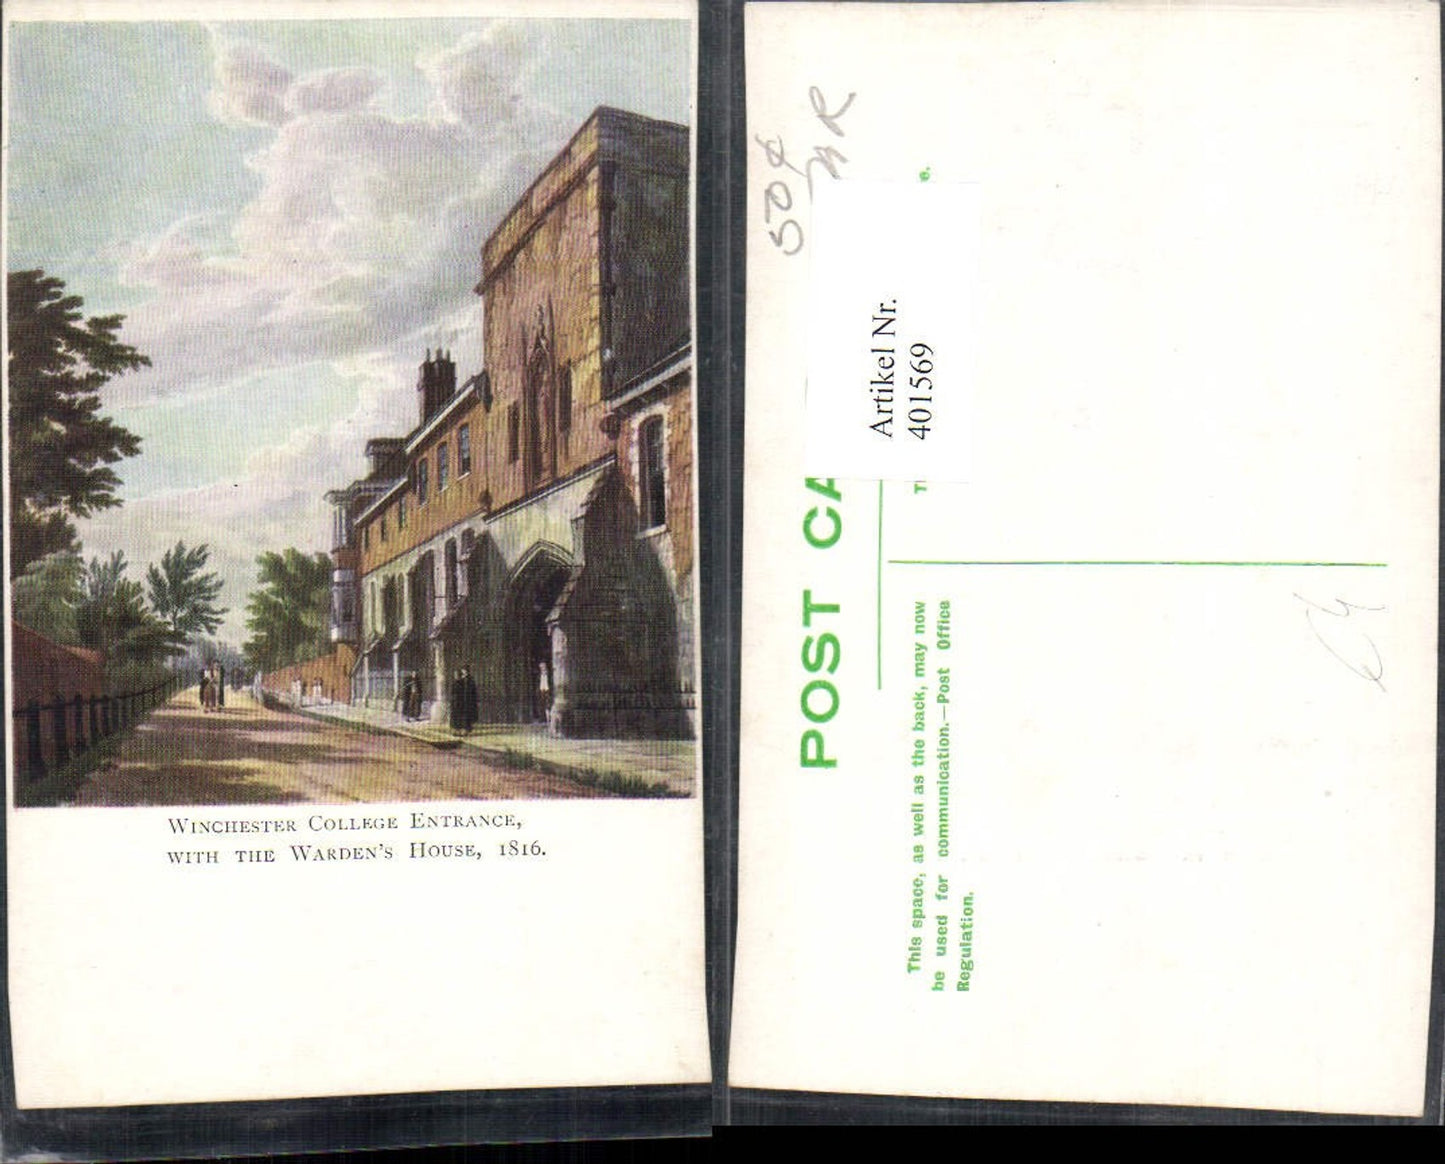 WINCHESTER COLLEGE ENTRANCE,
WITH THE WARDEN'S HOUSE, 1816.
50¢
Artikel Nr.
401569
POST CA
This space, as well as the back, may now
be used for communication.—Post Office
Regulation.